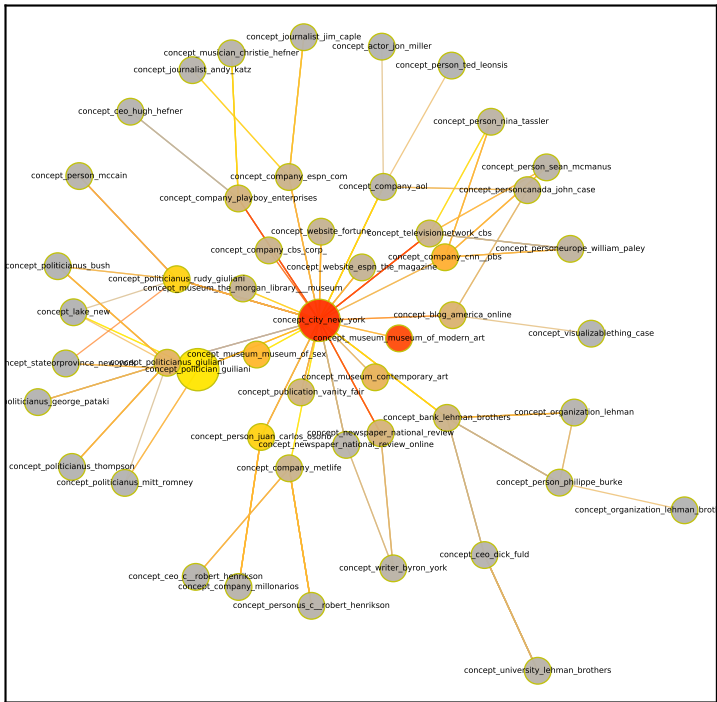 concept_journalist_jim_caple
concept_actor_jon_miller
concept_musician_christie_hefner
concept_person_ted_leonsis
concept_journalist_andy_katz
concept_ceo_hugh_hefner
concept_person_nina_tassler
concept_person_sean_mcmanus
concept_person_mccain
concept_company_espn_com
concept_company_aol
concept_personcanada_john_case
concept_company_playboy_enterprises
concept_website_fortune
concept_televisionnetwork_cbs
concept_company_cbs_corp_
concept_personeurope_william_paley
concept_company_cnn__pbs
concept_politicianus_bush
concept_website_espn_the_magazine
concept_politicianus_rudy_giuliani
concept_museum_the_morgan_library___museum
concept_lake_new
concept_city_new_york
concept_blog_america_online
concept_visualizablething_case
concept_museum_museum_of_modern_art
concept_museum_museum_of_sex
concept_politicianus_giuliani
concept_politician_guiliani
concept_museum_contemporary_art
concept_publication_vanity_fair
politicianus_george_pataki
concept_organization_lehman
concept_bank_lehman_brothers
concept_person_juan_carlos_osorio
concept_newspaper_national_review
concept_newspaper_national_review_online
concept_politicianus_thompson
concept_company_metlife
concept_politicianus_mitt_romney
concept_person_philippe_burke
concept_organization_lehman_brot
concept_ceo_dick_fuld
concept_writer_byron_york
concept_ceo_c__robert_henrikson
concept_company_millonarios
concept_personus_c__robert_henrikson
concept_university_lehman_brothers